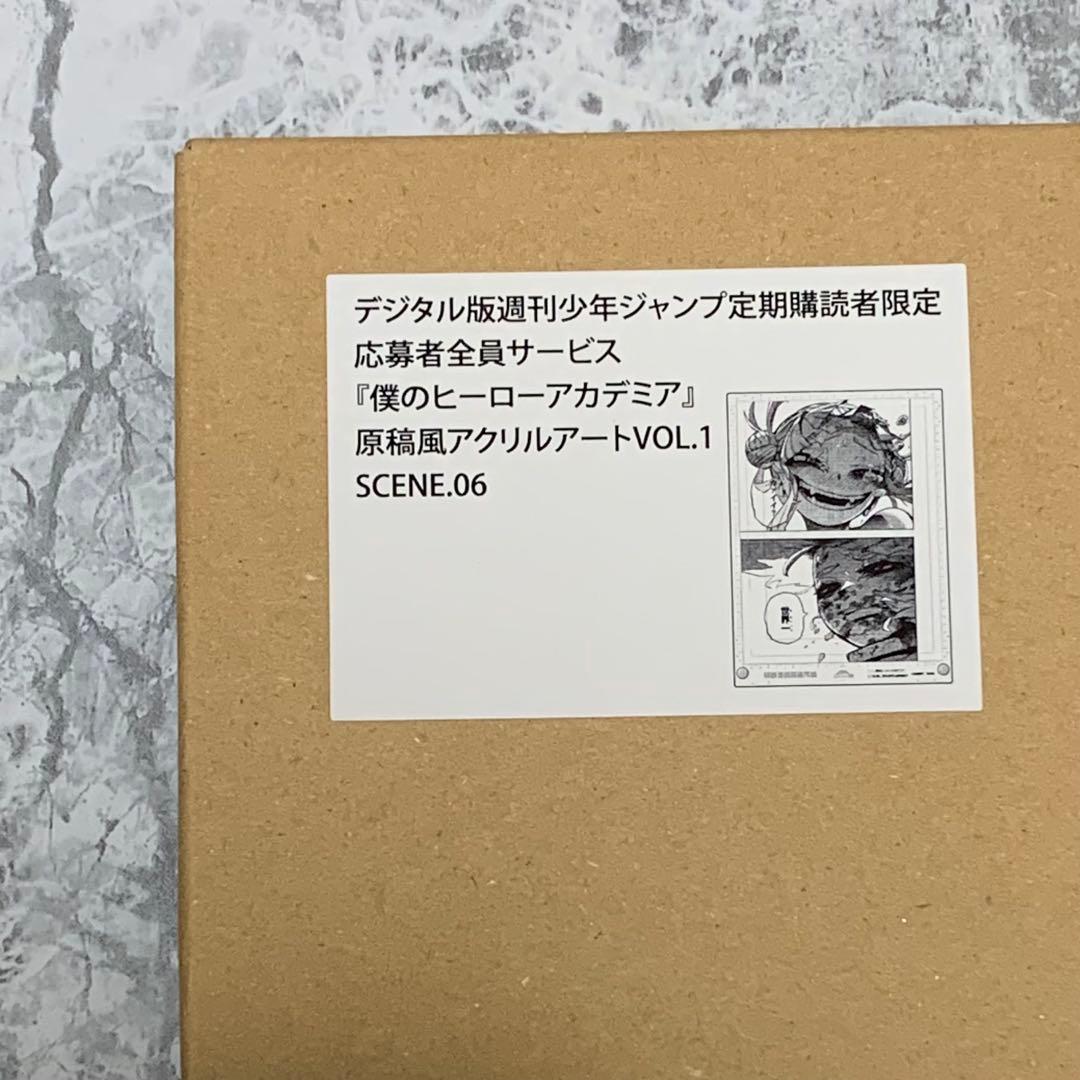 デジタル版週刊少年ジャンプ定期購読者限定
応募者全員サービス
『僕のヒーローアカデミア』
原稿風アクリルアートVOL.1
SCENE.06